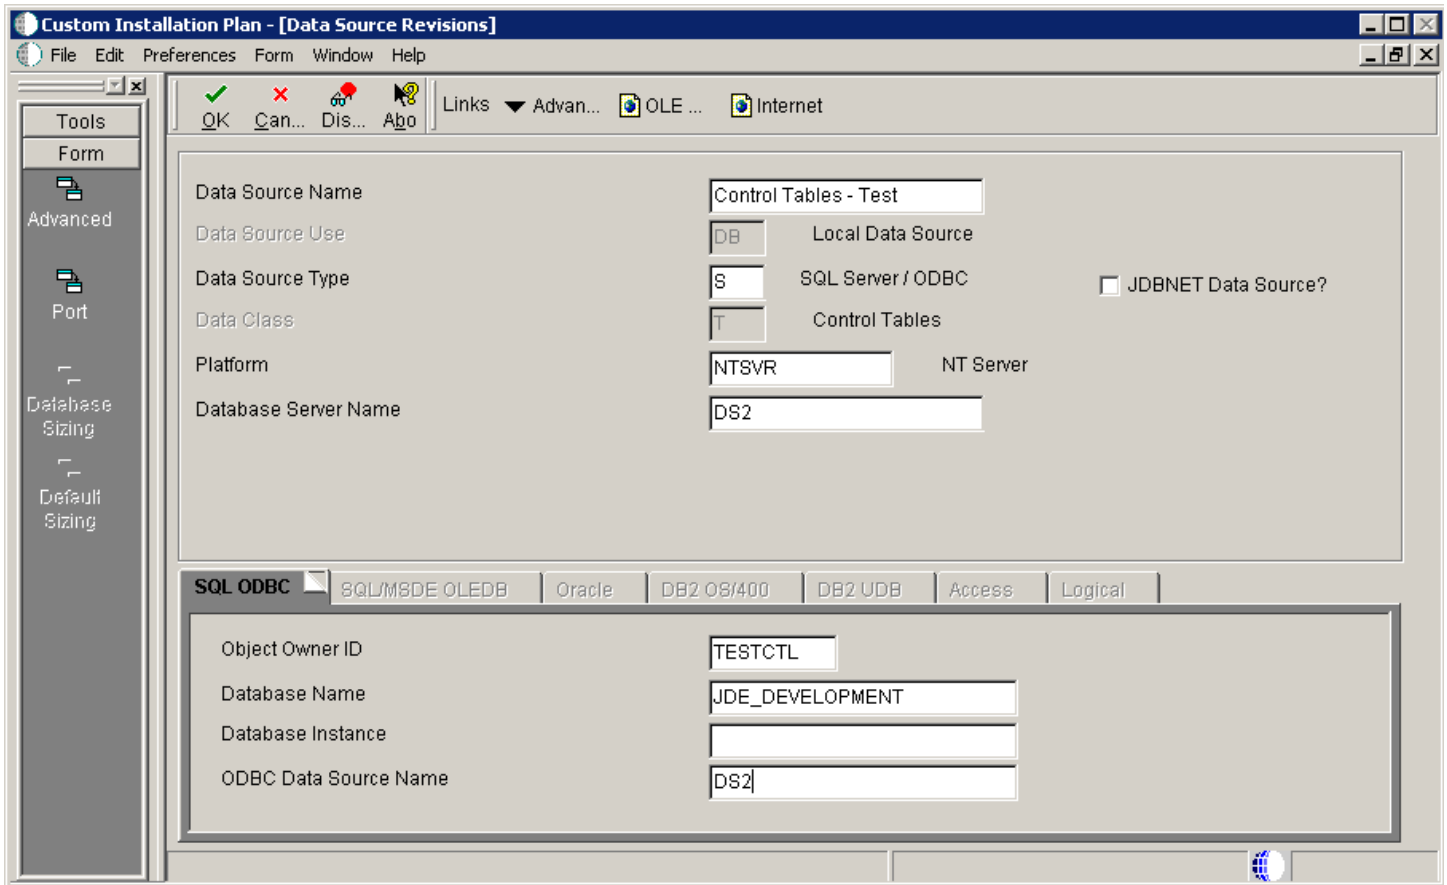 Custom Installation Plan - [Data Source Revisions]
File Edit Preferences Form Window Help
OK Can... Dis... Abo Links Advan... OLE ... Internet
Tools
Form
Advanced
Port
Database
Sizing
Default
Sizing
Data Source Name Control Tables - Test
Data Source Use DB Local Data Source
Data Source Type S SQL Server / ODBC JDBNET Data Source?
Data Class T Control Tables
Platform NTSVR NT Server
Database Server Name DS2
SQL ODBC SQL/MSDE OLEDB Oracle DB2 OS/400 DB2 UDB Access Logical
Object Owner ID TESTCTL
Database Name JDE_DEVELOPMENT
Database Instance
ODBC Data Source Name DS2